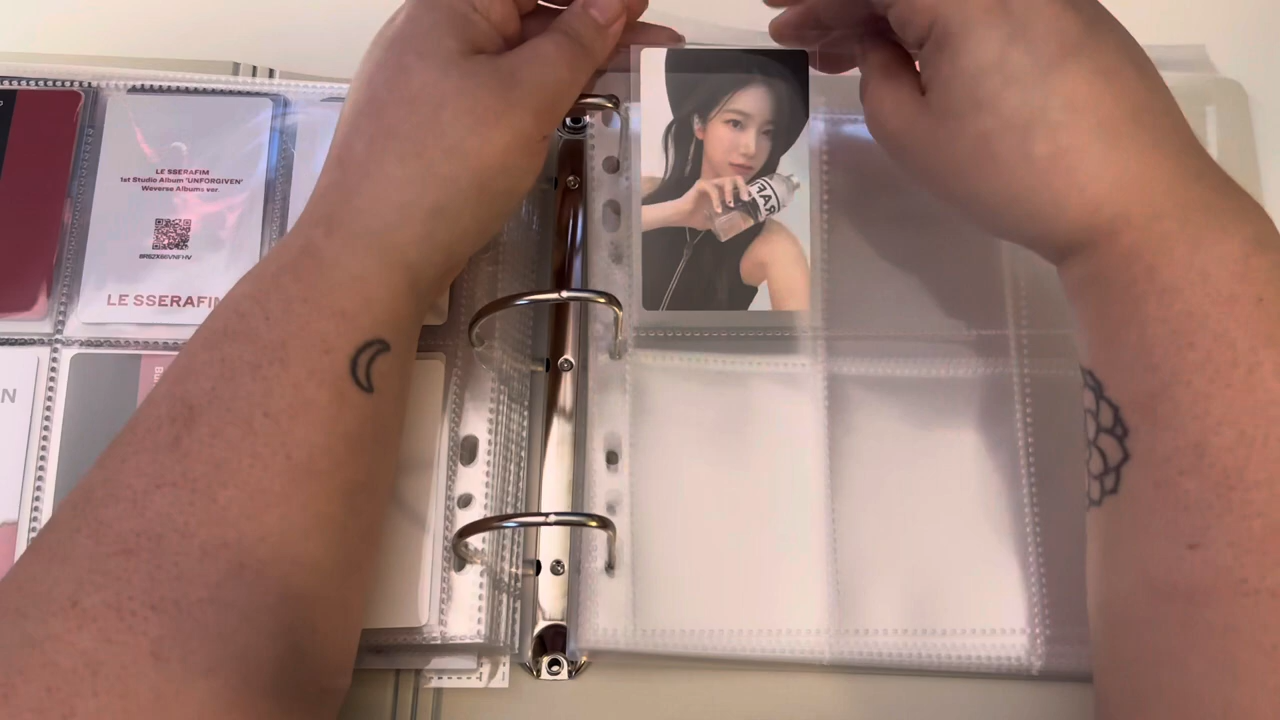 LE SSERAFIM
1st Studio Album 'UNFORGIVEN'
Weverse Albums ver.
LE SSERAFIM
N